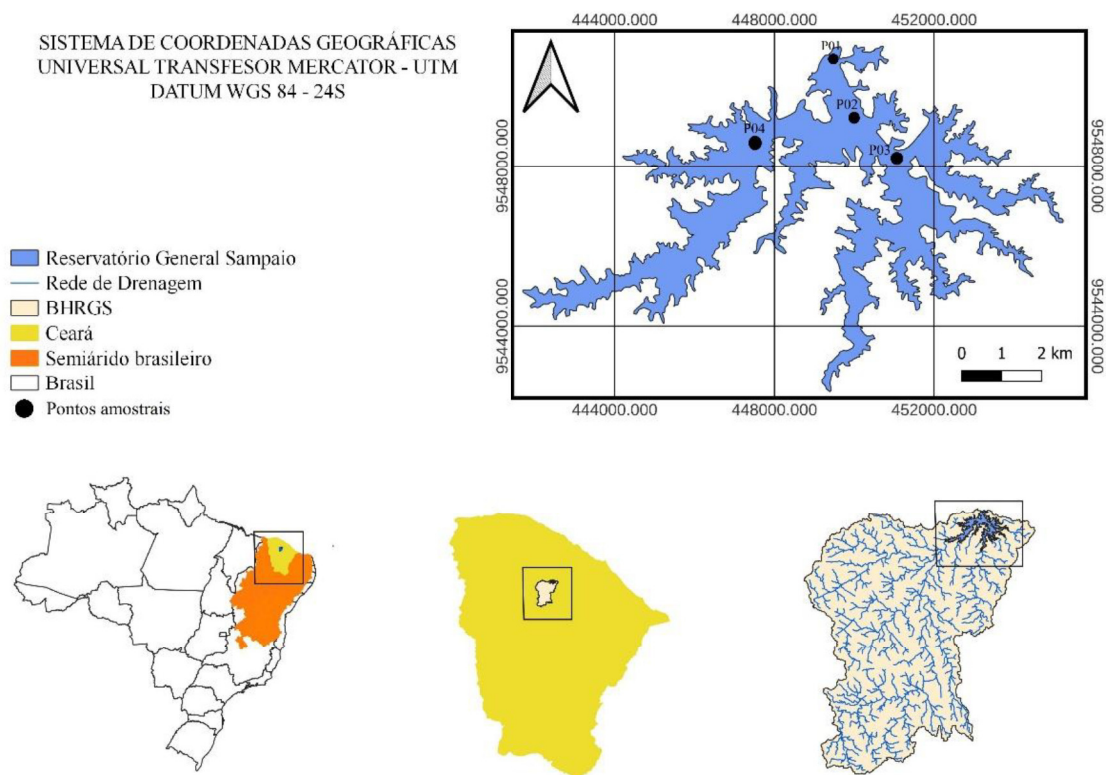 SISTEMA DE COORDENADAS GEOGRÁFICAS
UNIVERSAL TRANSFESOR MERCATOR - UTM
DATUM WGS 84 - 24S
Reservatório General Sampaio
Rede de Drenagem
BHRGS
Ceará
Semiárido brasileiro
Brasil
Pontos amostrais
444000.000 448000.000 452000.000
P01
P02
P04
P03
9548000.000 9548000.000
9544000.000 9544000.000
0 1 2 km
444000.000 448000.000 452000.000